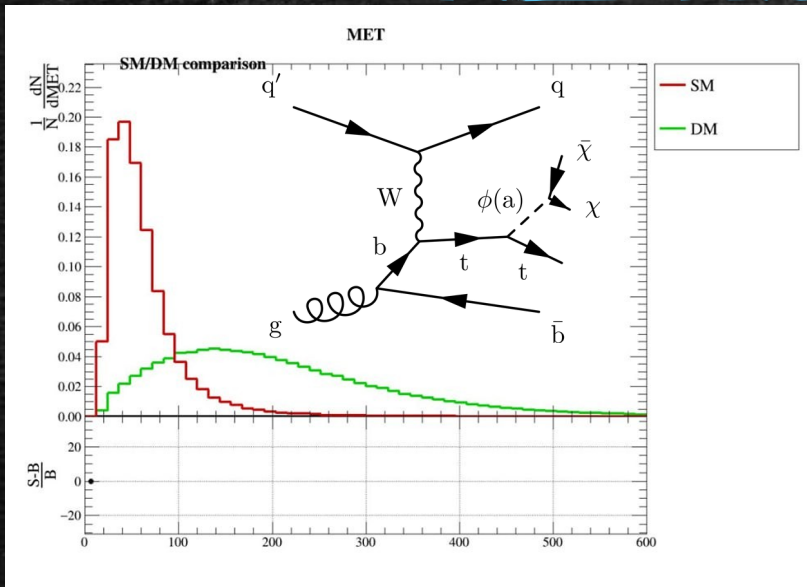 MET
SM/DM comparison
1/N dN/dMET
0.22
0.20
0.18
0.16
0.14
0.12
0.10
0.08
0.06
0.04
0.02
0.00
q′
q
W
ϕ(a)
χ̄
χ
b
t
t
g
b̄
SM
DM
S-B/B
20
0
−20
0 100 200 300 400 500 600